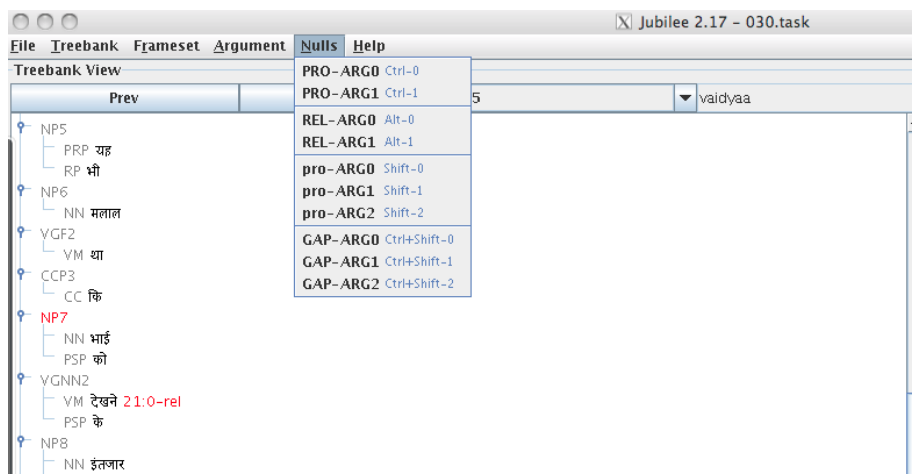 Jubilee 2.17 - 030.task
File Treebank Frameset Argument Nulls Help
Treebank View
Prev 5 vaidyaa
PRO-ARG0 Ctrl-0
PRO-ARG1 Ctrl-1
REL-ARG0 Alt-0
REL-ARG1 Alt-1
pro-ARG0 Shift-0
pro-ARG1 Shift-1
pro-ARG2 Shift-2
GAP-ARG0 Ctrl+Shift-0
GAP-ARG1 Ctrl+Shift-1
GAP-ARG2 Ctrl+Shift-2
NP5
PRP यह
RP भी
NP6
NN मलाल
VGF2
VM था
CCP3
CC कि
NP7
NN भाई
PSP को
VGNN2
VM देखने 21:0-rel
PSP के
NP8
NN इंतजार